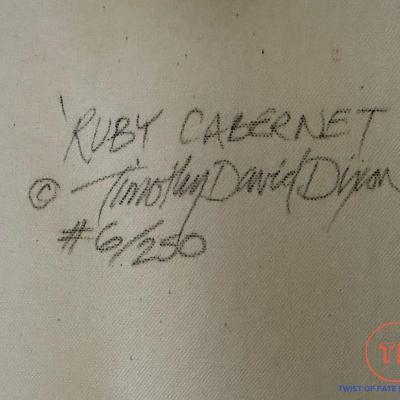 'RUBY CABERNET
© Timothy David Dixon
#6/250
TWIST OF FATE